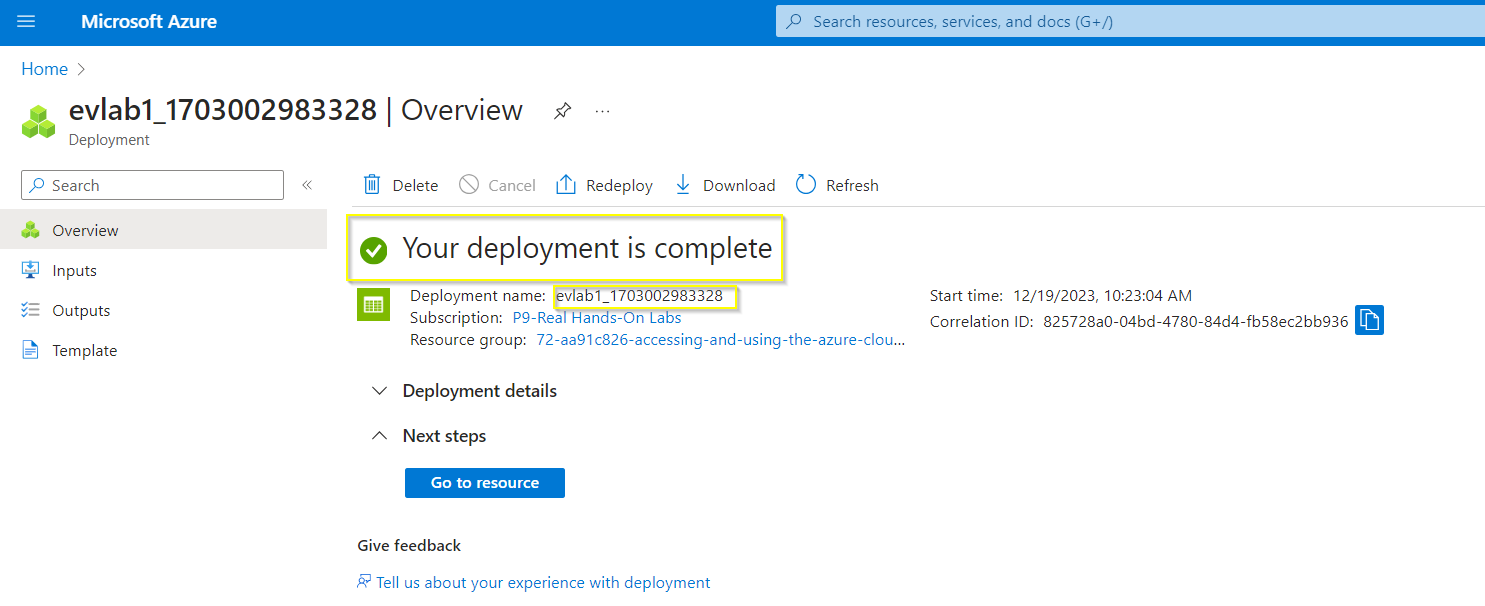 Microsoft Azure
Search resources, services, and docs (G+/)
Home
evlab1_1703002983328 | Overview
...
Deployment
Search
«
Delete
Cancel
Redeploy
Download
Refresh
Overview
Inputs
Outputs
Template
Your deployment is complete
Deployment name: evlab1_1703002983328
Subscription: P9-Real Hands-On Labs
Resource group: 72-aa91c826-accessing-and-using-the-azure-clou...
Start time: 12/19/2023, 10:23:04 AM
Correlation ID: 825728a0-04bd-4780-84d4-fb58ec2bb936
Deployment details
Next steps
Go to resource
Give feedback
Tell us about your experience with deployment